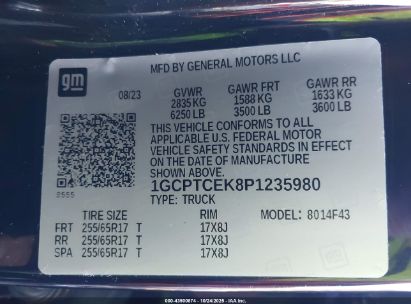 gm
MFD BY GENERAL MOTORS LLC
08/23
GVWR GAWR FRT GAWR RR
2835 KG 1588 KG 1633 KG
6250 LB 3500 LB 3600 LB
THIS VEHICLE CONFORMS TO ALL
APPLICABLE U.S. FEDERAL MOTOR
VEHICLE SAFETY STANDARDS IN EFFECT
ON THE DATE OF MANUFACTURE
SHOWN ABOVE.
2555
1GCPTCEK8P1235980
TYPE: TRUCK
TIRE SIZE RIM MODEL: 8014F43
FRT 255/65R17 T 17X8J
RR 255/65R17 T 17X8J
SPA 255/65R17 T 17X8J